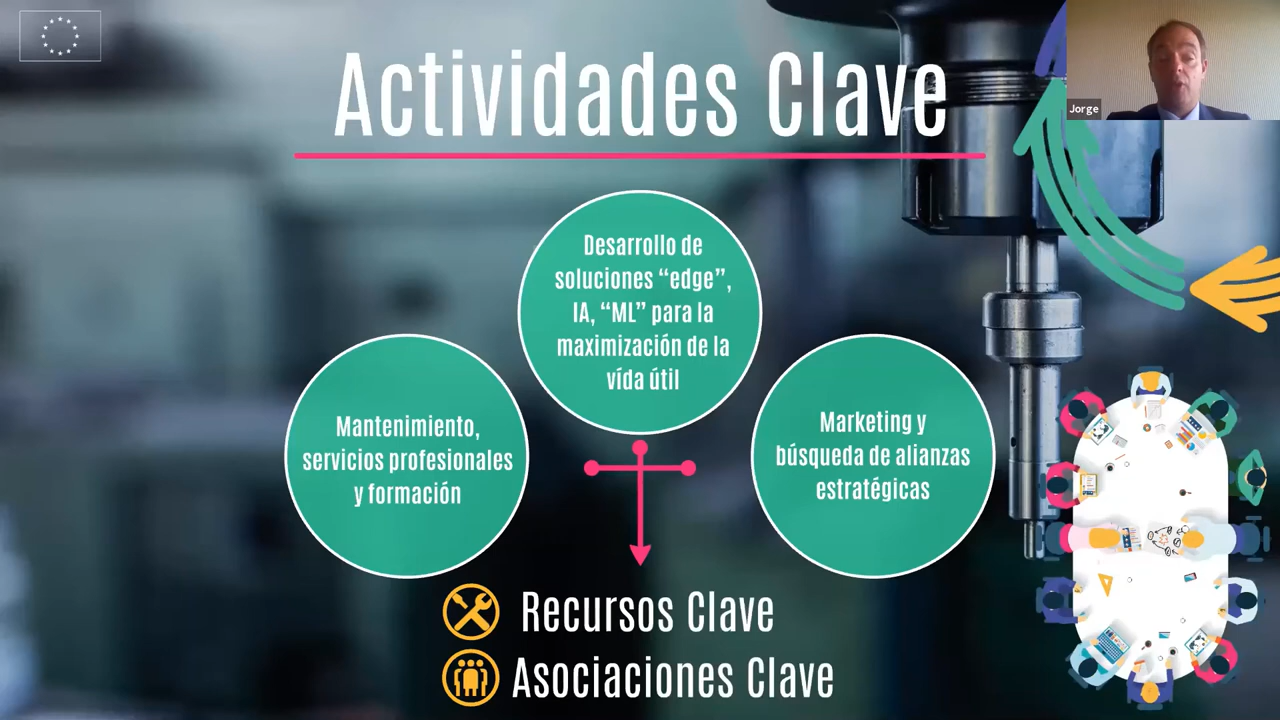 Actividades Clave
Jorge
Desarrollo de
soluciones “edge”,
IA, “ML” para la
maximización de la
vída útil
Mantenimiento,
servicios profesionales
y formación
Marketing y
búsqueda de alianzas
estratégicas
Recursos Clave
Asociaciones Clave